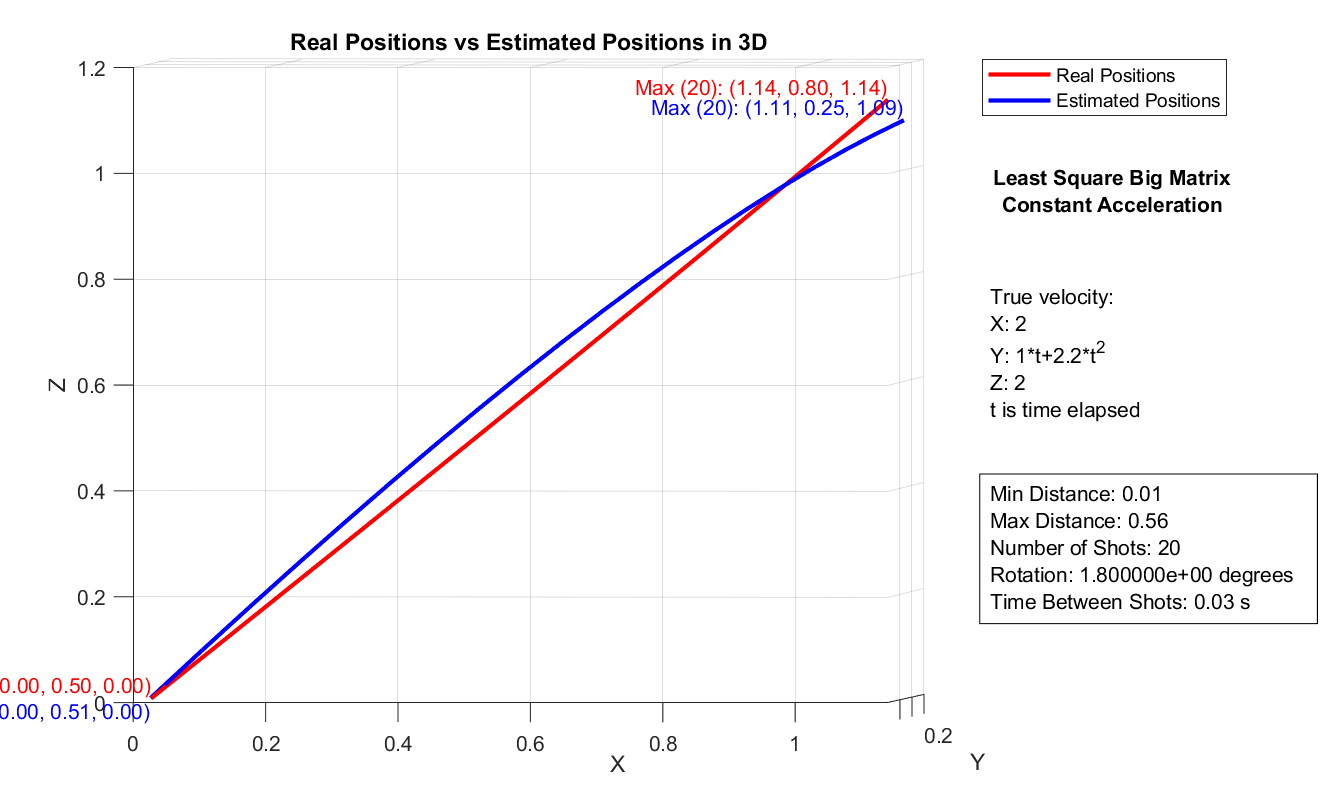 Real Positions vs Estimated Positions in 3D
1.2
1
0.8
0.6
0.4
0.2
0
Z
Max (20): (1.14, 0.80, 1.14)
Max (20): (1.11, 0.25, 1.09)
0.00, 0.50, 0.00)
0.00, 0.51, 0.00)
0
0.2
0.4
0.6
0.8
1
X
0.2
Y
Real Positions
Estimated Positions
Least Square Big Matrix
Constant Acceleration
True velocity:
X: 2
Y: 1*t+2.2*t²
Z: 2
t is time elapsed
Min Distance: 0.01
Max Distance: 0.56
Number of Shots: 20
Rotation: 1.800000e+00 degrees
Time Between Shots: 0.03 s